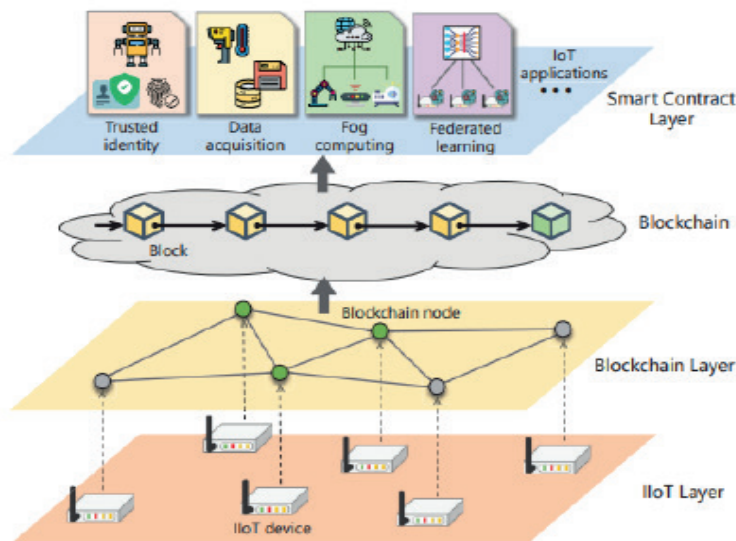 IoT
applications
•••
Smart Contract
Layer
Trusted
identity
Data
acquisition
Fog
computing
Federated
learning
Block
Blockchain
Blockchain node
Blockchain Layer
IIoT device
IIoT Layer